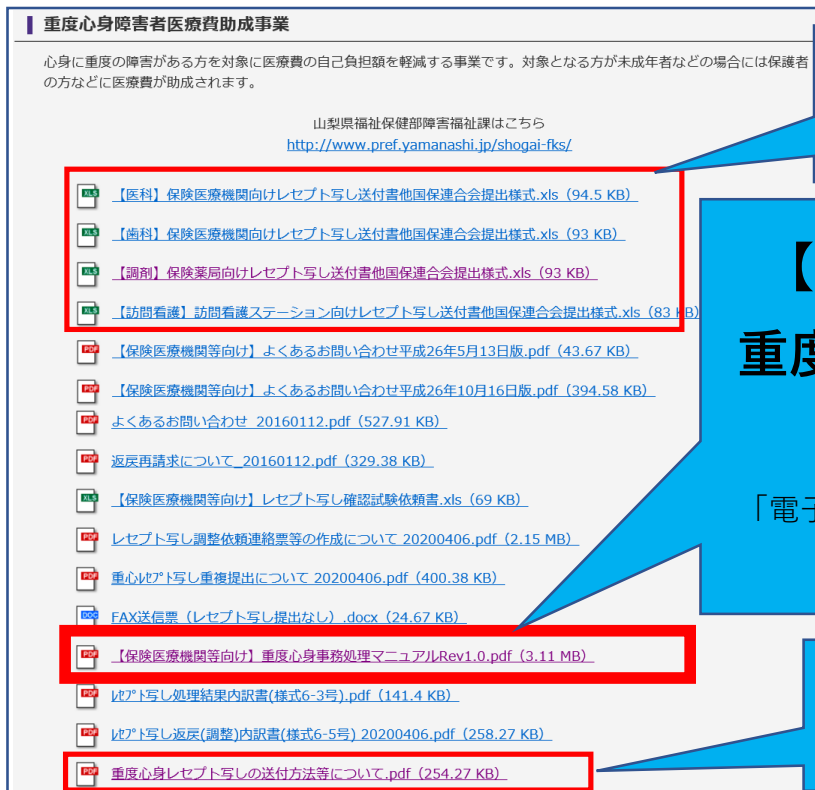 重度心身障害者医療費助成事業
心身に重度の障害がある方を対象に医療費の自己負担額を軽減する事業です。対象となる方が未成年者などの場合には保護者
の方などに医療費が助成されます。
山梨県福祉保健部障害福祉課はこちら
http://www.pref.yamanashi.jp/shogai-fks/
XLS 【医科】保険医療機関向けレセプト写し送付書他国保連合会提出様式.xls（94.5 KB）
XLS 【歯科】保険医療機関向けレセプト写し送付書他国保連合会提出様式.xls（93 KB）
XLS 【調剤】保険薬局向けレセプト写し送付書他国保連合会提出様式.xls（93 KB）
XLS 【訪問看護】訪問看護ステーション向けレセプト写し送付書他国保連合会提出様式.xls（83 KB）
PDF 【保険医療機関等向け】よくあるお問い合わせ平成26年5月13日版.pdf（43.67 KB）
PDF 【保険医療機関等向け】よくあるお問い合わせ平成26年10月16日版.pdf（394.58 KB）
PDF よくあるお問い合わせ_20160112.pdf（527.91 KB）
PDF 返戻再請求について_20160112.pdf（329.38 KB）
XLS 【保険医療機関等向け】レセプト写し確認試験依頼書.xls（69 KB）
PDF レセプト写し調整依頼連絡票等の作成について 20200406.pdf（2.15 MB）
PDF 重心ﾚｾﾌﾟﾄ写し重複提出について 20200406.pdf（400.38 KB）
DOC FAX送信票（レセプト写し提出なし）.docx（24.67 KB）
PDF 【保険医療機関等向け】重度心身事務処理マニュアルRev1.0.pdf（3.11 MB）
PDF ﾚｾﾌﾟﾄ写し処理結果内訳書(様式6-3号).pdf（141.4 KB）
PDF ﾚｾﾌﾟﾄ写し返戻(調整)内訳書(様式6-5号) 20200406.pdf（258.27 KB）
PDF 重度心身レセプト写しの送付方法等について.pdf（254.27 KB）
【
重度
「電子